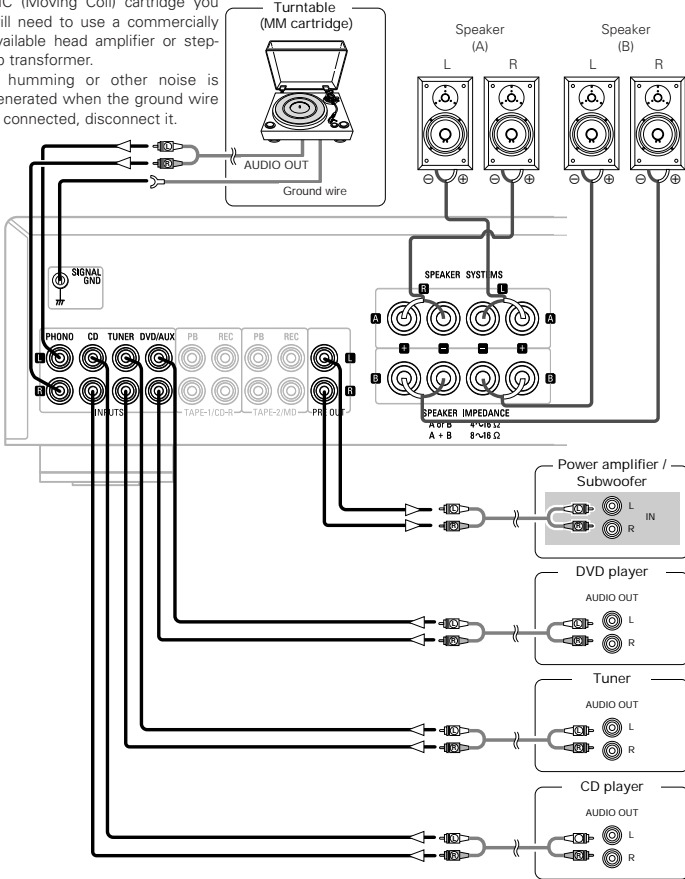 MC (Moving Coil) cartridge you
will need to use a commercially
available head amplifier or step-
up transformer.
humming or other noise is
generated when the ground wire
connected, disconnect it.
Turntable
(MM cartridge)
AUDIO OUT
Ground wire
L
R
Speaker
(A)
L
R
Speaker
(B)
L
R
SIGNAL
GND
SPEAKER SYSTEMS
R
L
A
A
B
B
SPEAKER IMPEDANCE
A or B 4~16 Ω
A + B 8~16 Ω
PHONO CD TUNER DVD/AUX PB REC PB REC
L
L
R
R
INPUTS TAPE-1/CD-R TAPE-2/MD PRE OUT
Power amplifier /
Subwoofer
L
R
L
R
L
R
IN
DVD player
AUDIO OUT
L
R
L
R
L
R
Tuner
AUDIO OUT
L
R
L
R
L
R
CD player
AUDIO OUT
L
R
R
L
R